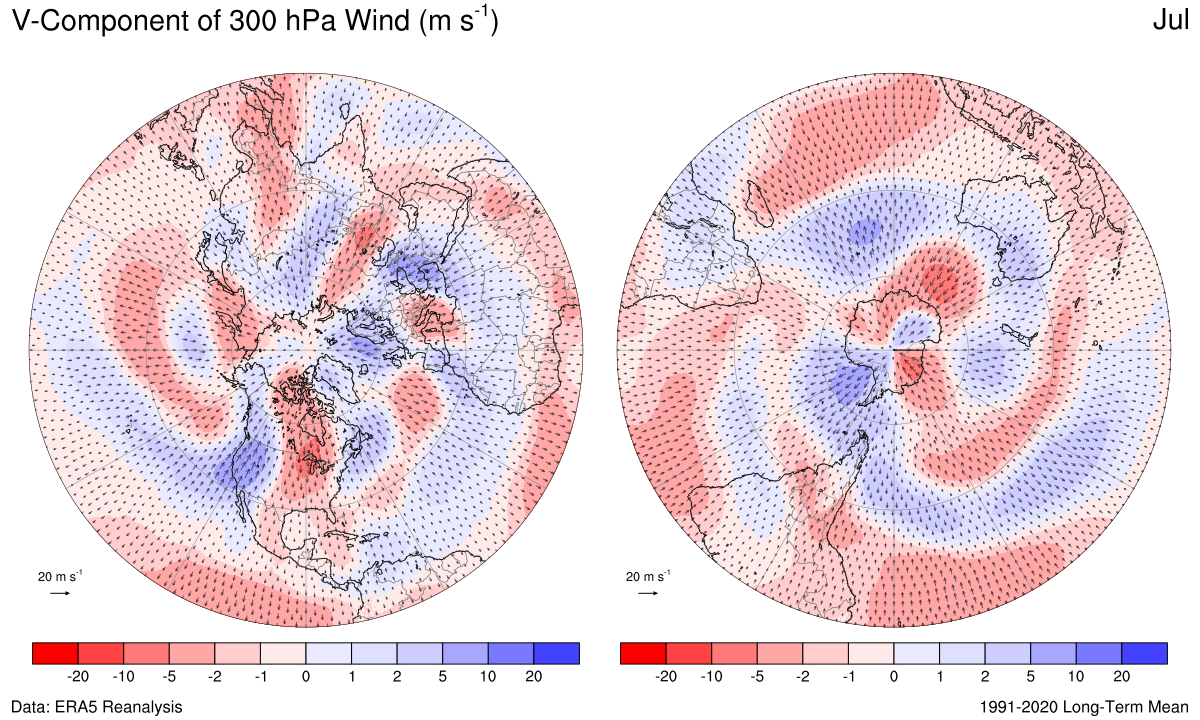 V-Component of 300 hPa Wind (m s⁻¹)
Jul
20 m s⁻¹
20 m s⁻¹
-20 -10 -5 -2 -1 0 1 2 5 10 20
-20 -10 -5 -2 -1 0 1 2 5 10 20
Data: ERA5 Reanalysis
1991-2020 Long-Term Mean